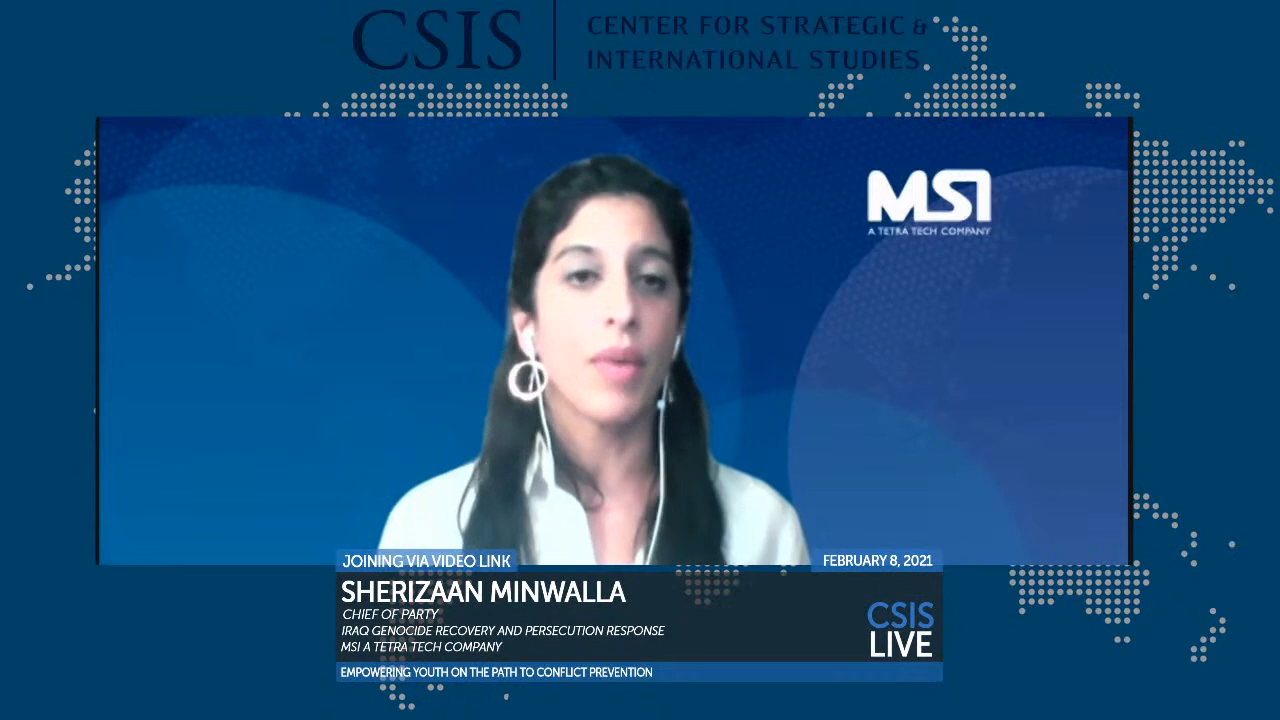 CSIS
CENTER FOR STRATEGIC &
INTERNATIONAL STUDIES
MSI
A TETRA TECH COMPANY
JOINING VIA VIDEO LINK
FEBRUARY 8, 2021
SHERIZAAN MINWALLA
CHIEF OF PARTY
IRAQ GENOCIDE RECOVERY AND PERSECUTION RESPONSE
MSI A TETRA TECH COMPANY
CSIS
LIVE
EMPOWERING YOUTH ON THE PATH TO CONFLICT PREVENTION